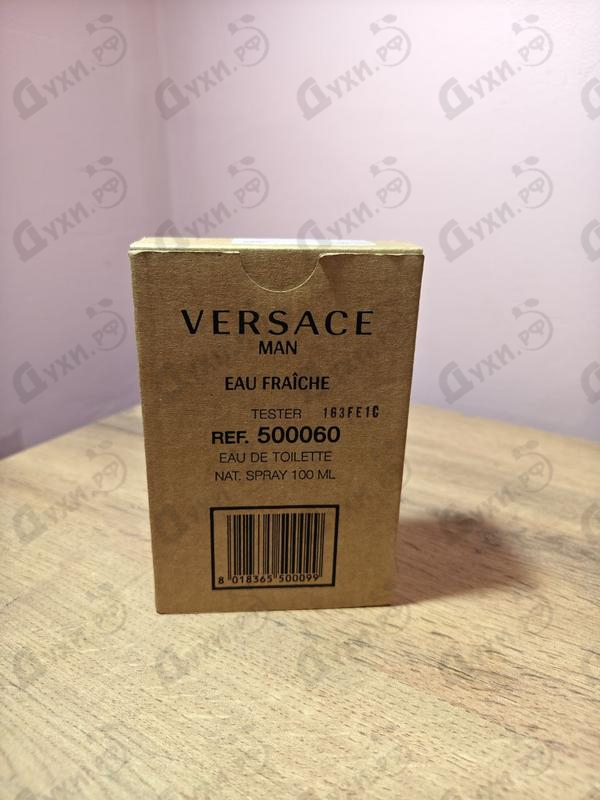 VERSACE
MAN
EAU FRAÎCHE
TESTER 163FE1C
REF. 500060
EAU DE TOILETTE
NAT. SPRAY 100 ML
8 018365 500099
Духи.РФ